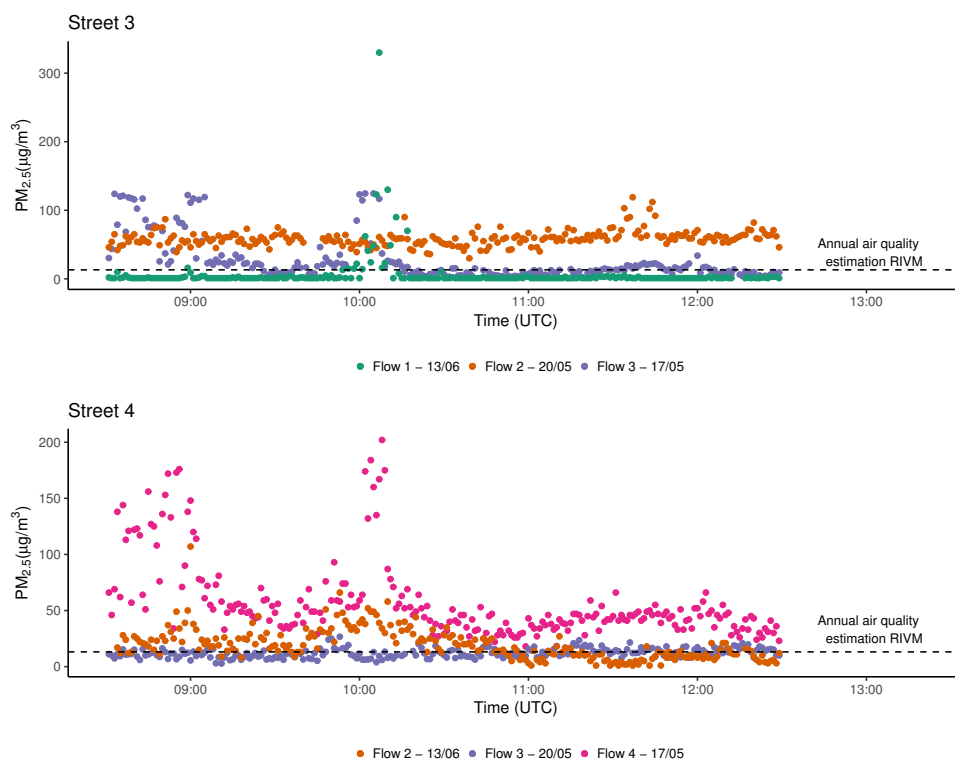 Street 3
PM2.5(μg/m³)
300
200
100
0
Annual air quality
estimation RIVM
09:00 10:00 11:00 12:00 13:00
Time (UTC)
Flow 1 − 13/06 Flow 2 − 20/05 Flow 3 − 17/05
Street 4
PM2.5(μg/m³)
200
150
100
50
0
Annual air quality
estimation RIVM
09:00 10:00 11:00 12:00 13:00
Time (UTC)
Flow 2 − 13/06 Flow 3 − 20/05 Flow 4 − 17/05